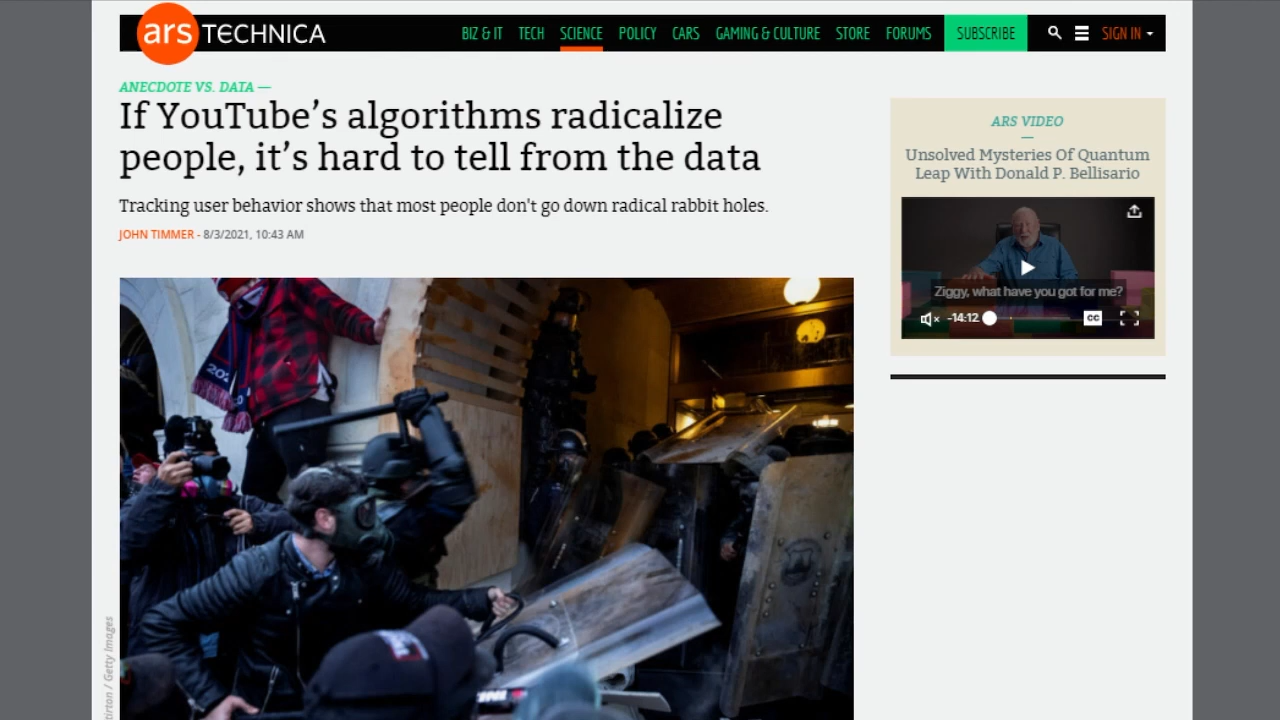 ars TECHNICA
BIZ & IT TECH SCIENCE POLICY CARS GAMING & CULTURE STORE FORUMS SUBSCRIBE SIGN IN
ANECDOTE VS. DATA —
If YouTube's algorithms radicalize
people, it's hard to tell from the data
Tracking user behavior shows that most people don't go down radical rabbit holes.
JOHN TIMMER - 8/3/2021, 10:43 AM
ARS VIDEO
Unsolved Mysteries Of Quantum
Leap With Donald P. Bellisario
Ziggy, what have you got for me?
-14:12 CC
/ Getty Images